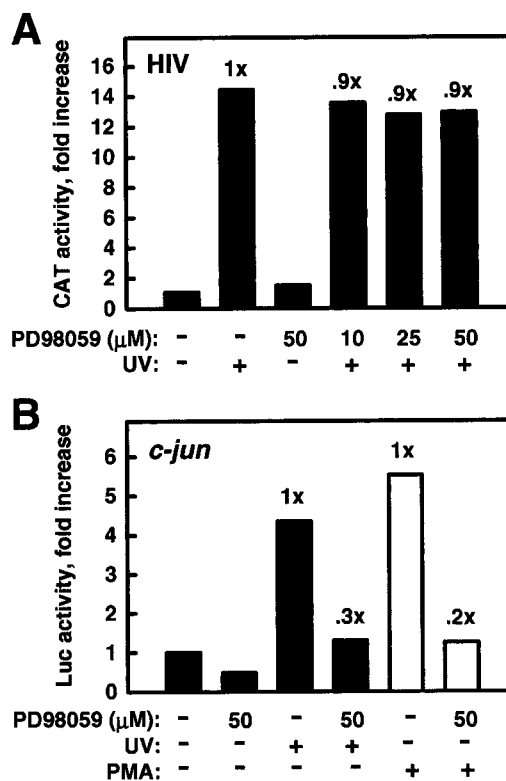 A
HIV
CAT activity, fold increase
16
14
12
10
8
6
4
2
0
1x
.9x
.9x
.9x
PD98059 (µM): - - 50 10 25 50
UV: - + - + + +
B
c-jun
Luc activity, fold increase
6
5
4
3
2
1
0
1x
.3x
1x
.2x
PD98059 (µM): - 50 - 50 - 50
UV: - - + + - -
PMA: - - - - + +